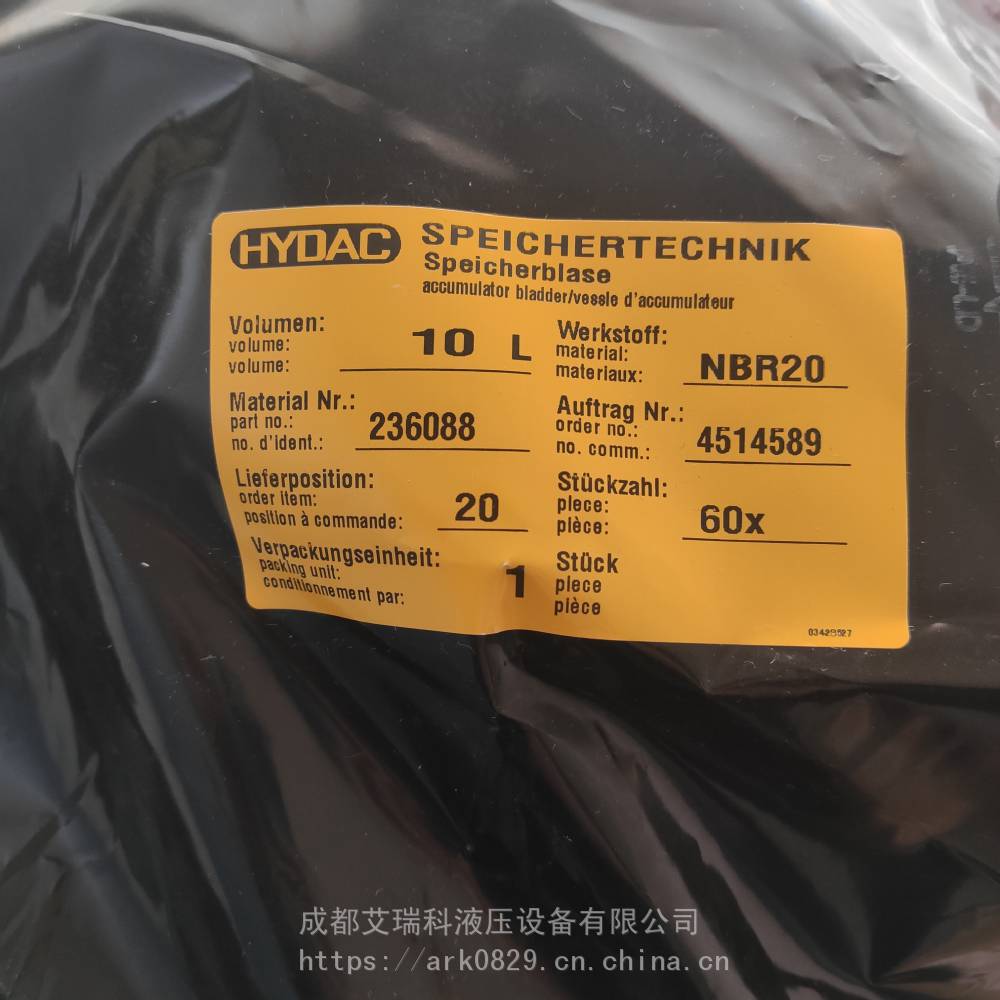 HYDAC SPEICHERTECHNIK
Speicherblase
accumulator bladder/vessie d'accumulateur
Volumen:
volume:
volume:
10 L
Werkstoff:
material:
materiaux:
NBR20
Material Nr.:
part no.:
no. d'ident.:
236088
Auftrag Nr.:
order no.:
no. comm.:
4514589
Lieferposition:
order item:
position à commande:
20
Stückzahl:
piece:
pièce:
60x
Verpackungseinheit:
packing unit:
conditionnement par:
1
Stück
piece
pièce
成都艾瑞科液压设备有限公司
https://ark0829.cn.china.cn